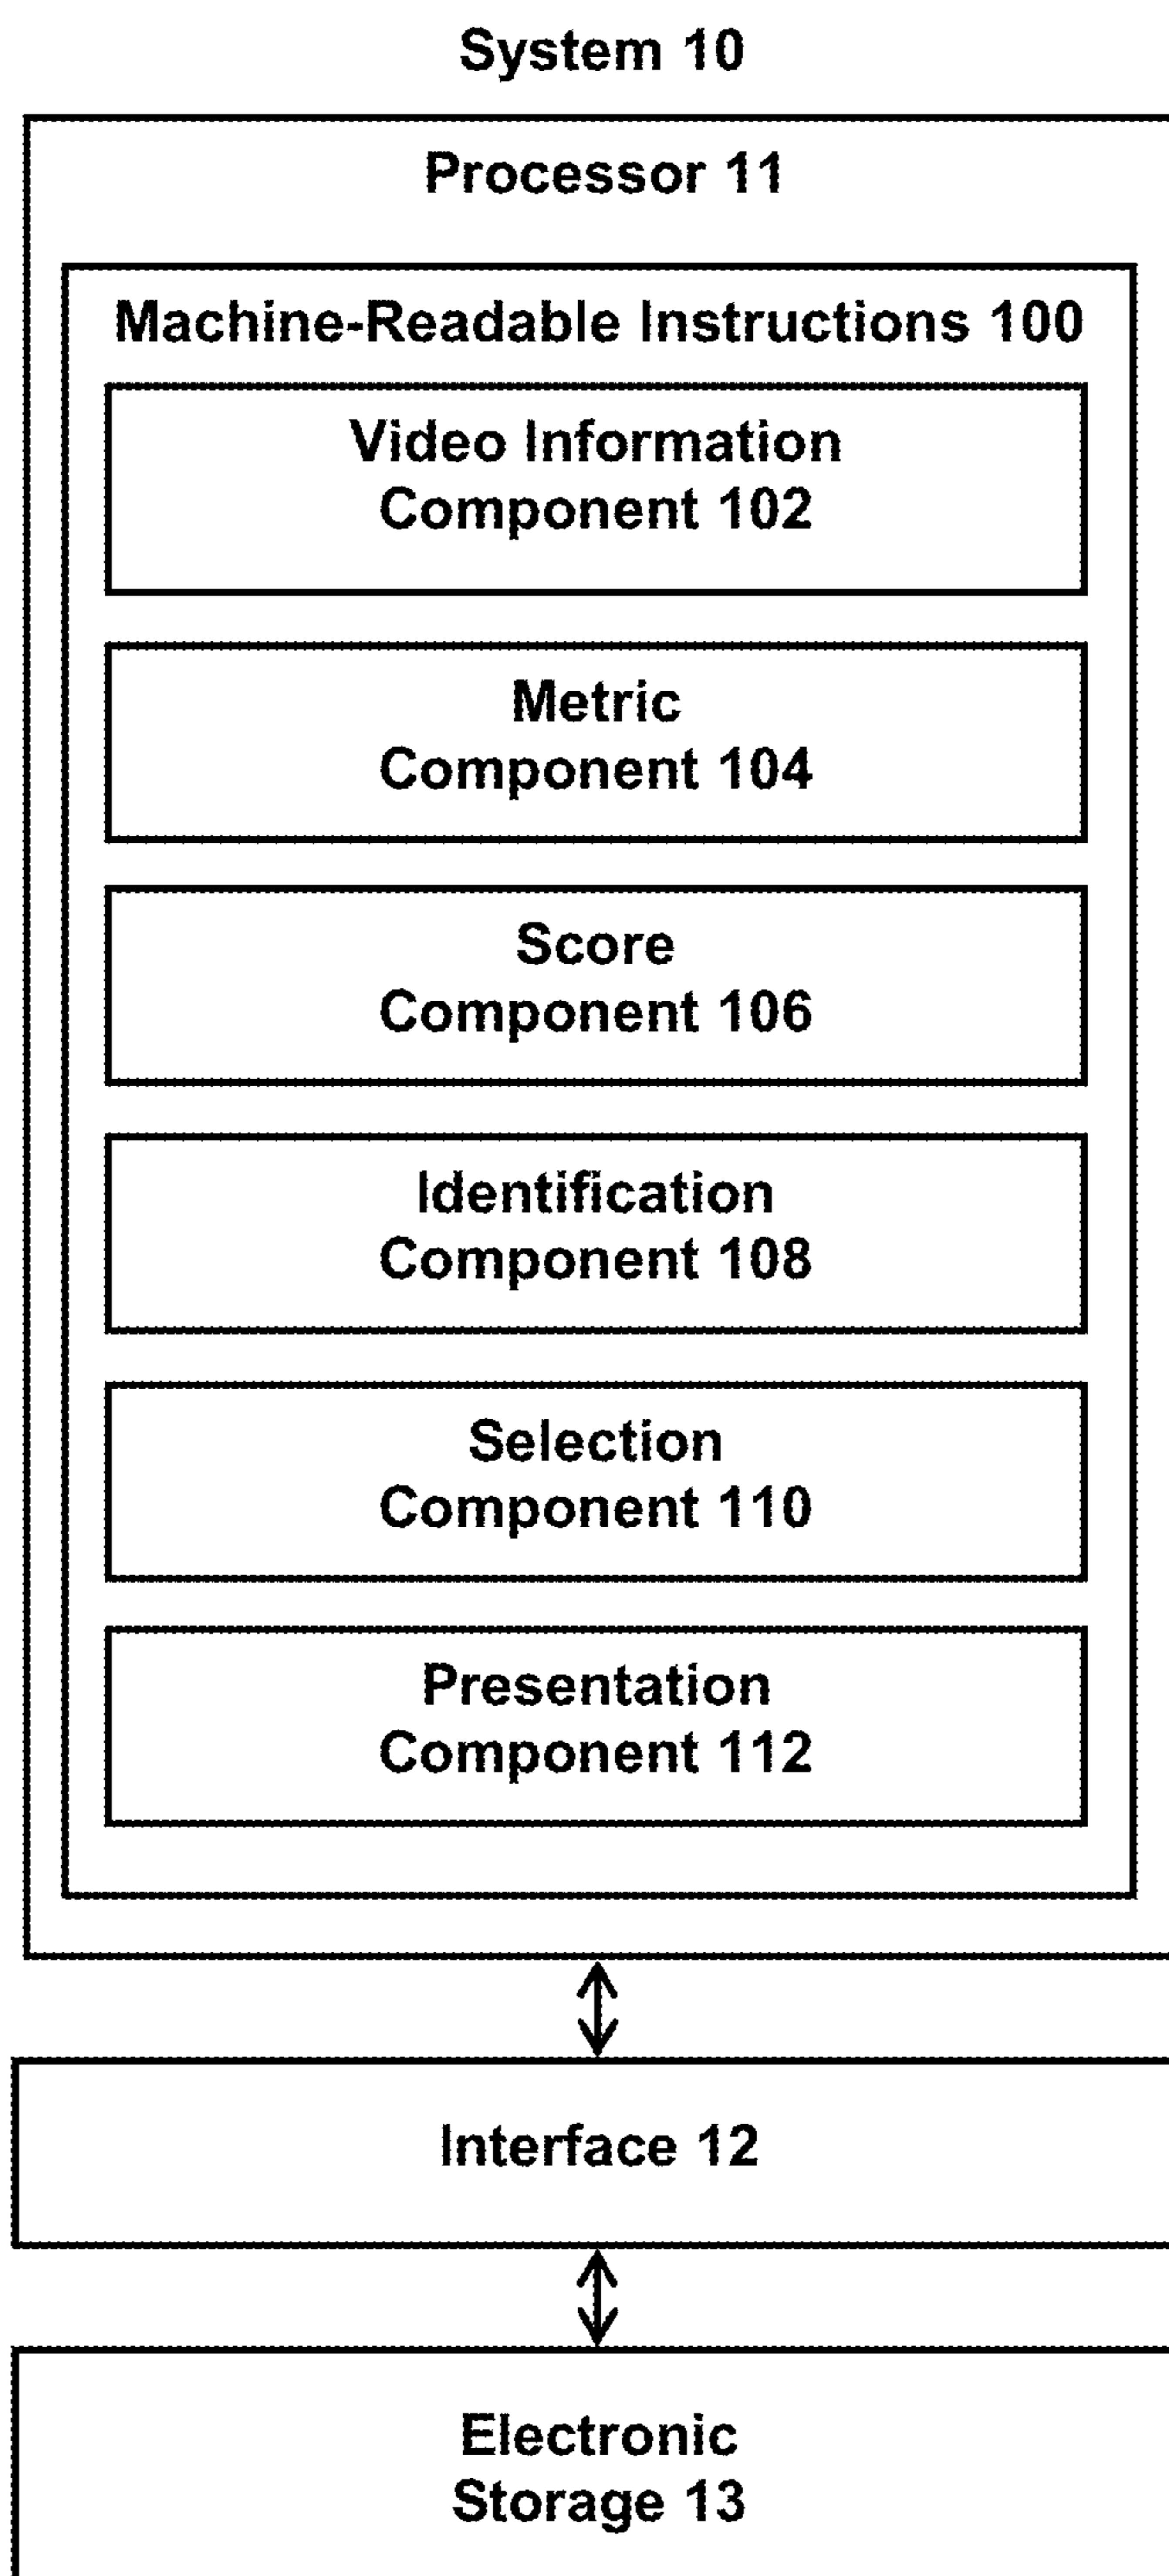 System 10
Processor 11
Machine-Readable Instructions 100
Video Information
Component 102
Metric
Component 104
Score
Component 106
Identification
Component 108
Selection
Component 110
Presentation
Component 112
Interface 12
Electronic
Storage 13